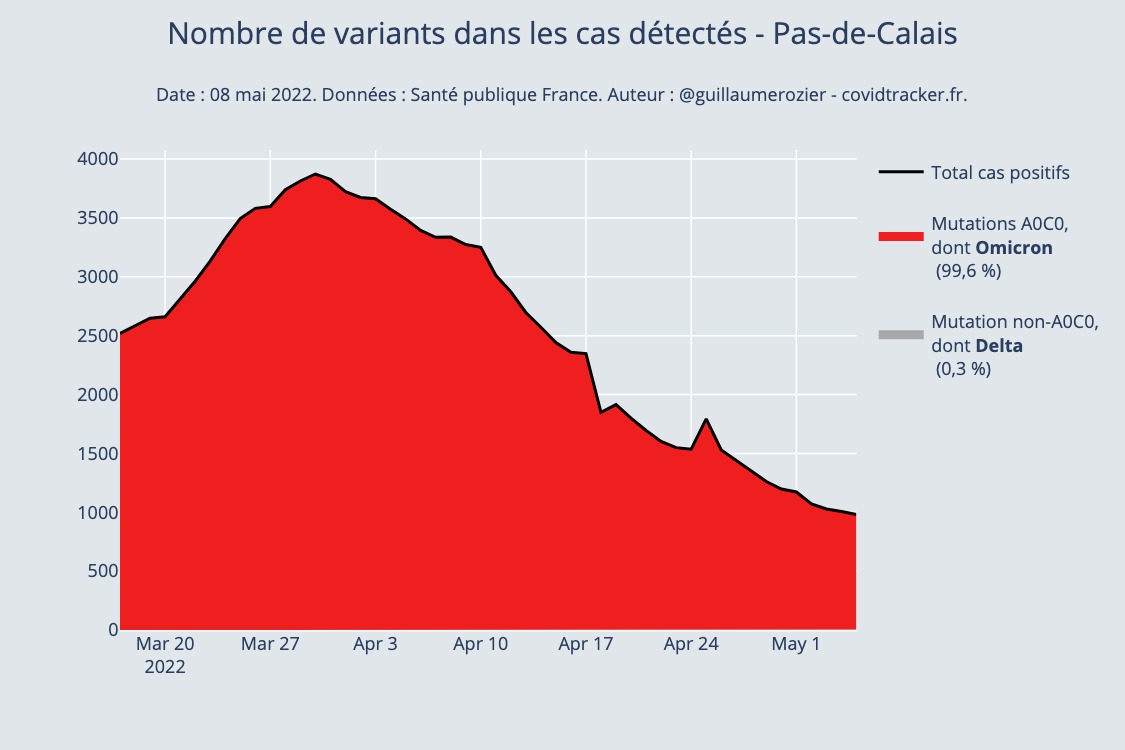 Nombre de variants dans les cas détectés - Pas-de-Calais
Date : 08 mai 2022. Données : Santé publique France. Auteur : @guillaumerozier - covidtracker.fr.
4000
3500
3000
2500
2000
1500
1000
500
0
Mar 20 Mar 27 Apr 3 Apr 10 Apr 17 Apr 24 May 1
2022
Total cas positifs
Mutations A0C0,
dont Omicron
(99,6 %)
Mutation non-A0C0,
dont Delta
(0,3 %)